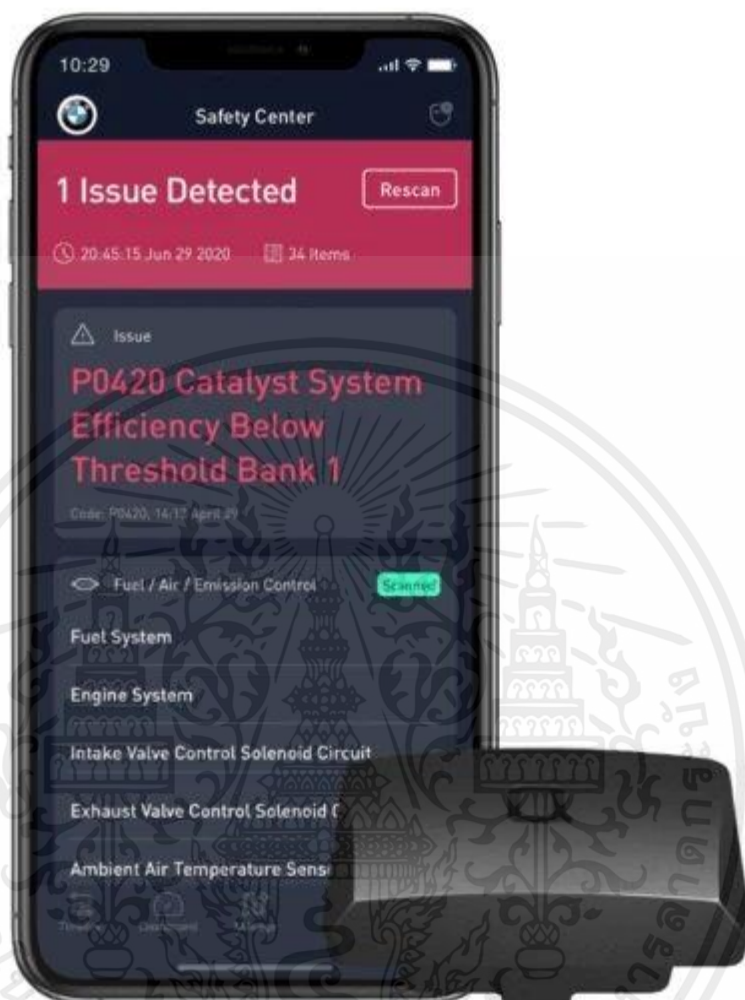 10:29
Safety Center
1 Issue Detected
Rescan
20:45:15 Jun 29 2020
34 Items
Issue
P0420 Catalyst System
Efficiency Below
Threshold Bank 1
Code: P0420, 14:13 April 29
Fuel / Air / Emission Control
Scanned
Fuel System
Engine System
Intake Valve Control Solenoid Circuit
Exhaust Valve Control Solenoid C
Ambient Air Temperature Sens
Dashboard